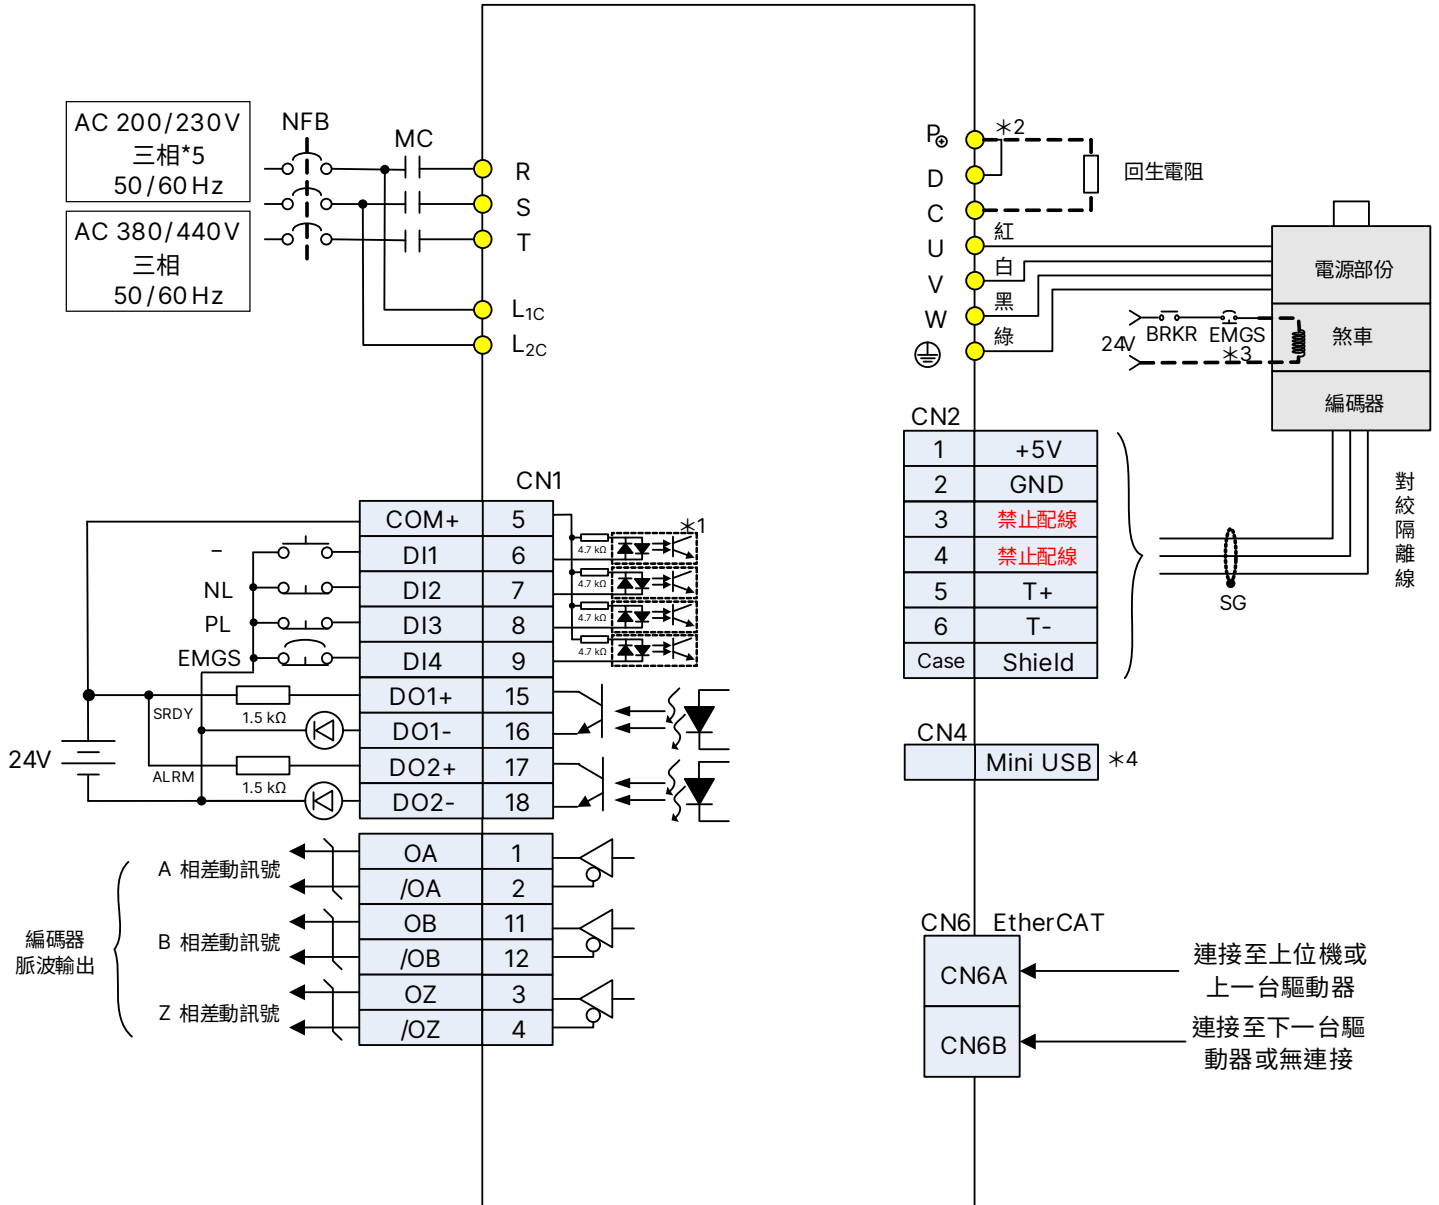 AC 200/230V
三相*5
50/60Hz
AC 380/440V
三相
50/60Hz
NFB
MC
R
S
T
L1C
L2C
P⊕
D
C
U
V
W
*2
回生電阻
紅
白
黑
綠
電源部份
煞車
編碼器
24V
BRKR
EMGS
*3
CN2
1 +5V
2 GND
3 禁止配線
4 禁止配線
5 T+
6 T-
Case Shield
SG
對絞隔離線
CN1
COM+ 5
DI1 6
DI2 7
DI3 8
DI4 9
DO1+ 15
DO1- 16
DO2+ 17
DO2- 18
–
NL
PL
EMGS
SRDY
1.5 kΩ
ALRM
1.5 kΩ
24V
*1
4.7 kΩ
4.7 kΩ
4.7 kΩ
4.7 kΩ
CN4
Mini USB
*4
OA 1
/OA 2
OB 11
/OB 12
OZ 3
/OZ 4
A 相差動訊號
B 相差動訊號
Z 相差動訊號
編碼器
脈波輸出
CN6 EtherCAT
CN6A
CN6B
連接至上位機或
上一台驅動器
連接至下一台驅
動器或無連接